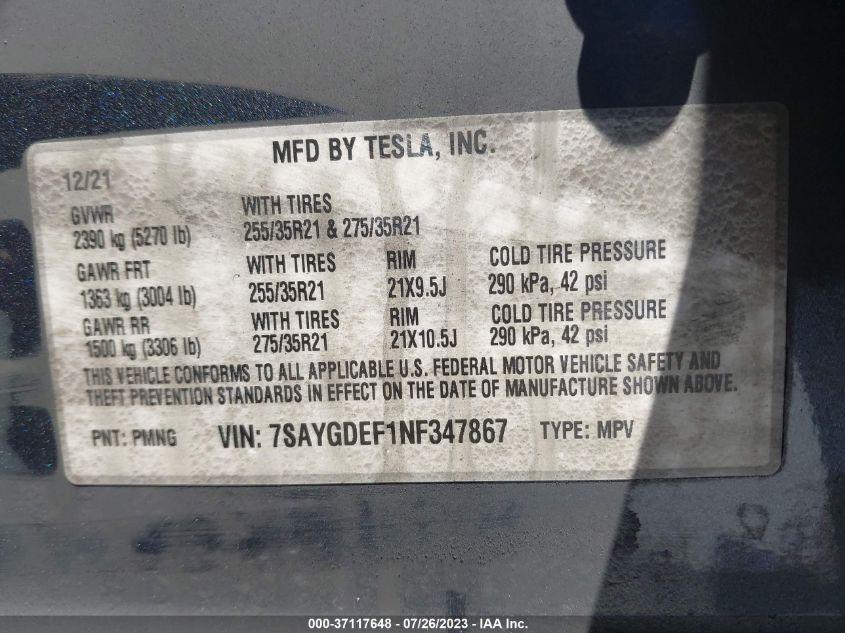 MFD BY TESLA, INC.
12/21
GVWR WITH TIRES
2390 kg (5270 lb) 255/35R21 & 275/35R21
GAWR FRT WITH TIRES RIM COLD TIRE PRESSURE
1363 kg (3004 lb) 255/35R21 21X9.5J 290 kPa, 42 psi
GAWR RR WITH TIRES RIM COLD TIRE PRESSURE
1500 kg (3306 lb) 275/35R21 21X10.5J 290 kPa, 42 psi
THIS VEHICLE CONFORMS TO ALL APPLICABLE U.S. FEDERAL MOTOR VEHICLE SAFETY AND
THEFT PREVENTION STANDARDS IN EFFECT ON THE DATE OF MANUFACTURE SHOWN ABOVE.
PNT: PMNG VIN: 7SAYGDEF1NF347867 TYPE: MPV
000-37117648 - 07/26/2023 - IAA Inc.